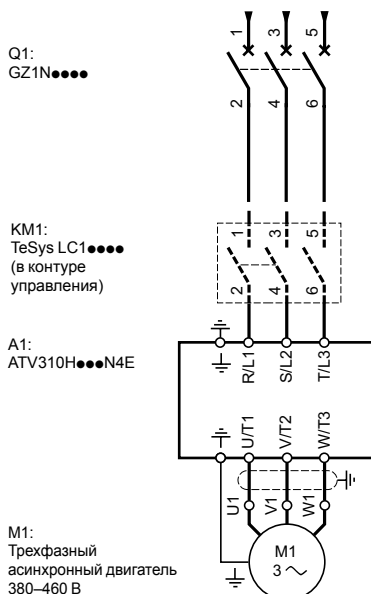 1 3 5
Q1:
GZ1N●●●●
2 4 6
KM1:
TeSys LC1●●●●
(в контуре
управления)
1 3 5
2 4 6
A1:
ATV310H●●●N4E
R/L1 S/L2 T/L3
U/T1 V/T2 W/T3
U1 V1 W1
M1:
Трехфазный
асинхронный двигатель
380–460 В
M1
3 ~